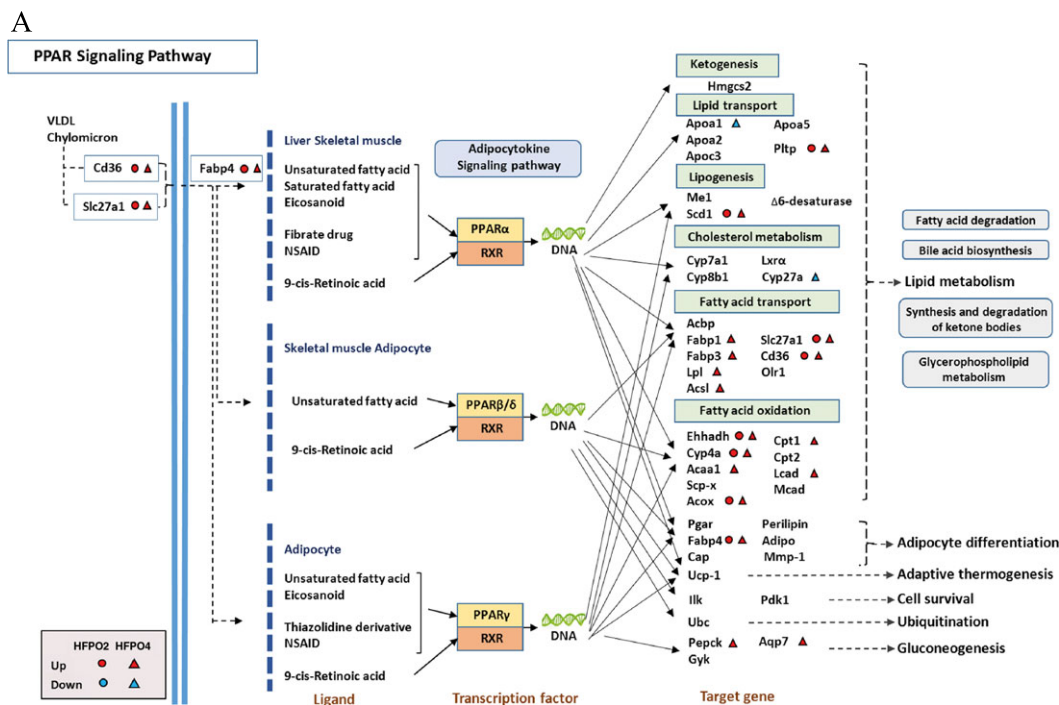 A
PPAR Signaling Pathway
VLDL
Chylomicron
Cd36
Slc27a1
Fabp4
Liver Skeletal muscle
Unsaturated fatty acid
Saturated fatty acid
Eicosanoid
Fibrate drug
NSAID
9-cis-Retinoic acid
Adipocytokine
Signaling pathway
PPARα
RXR
DNA
Skeletal muscle Adipocyte
Unsaturated fatty acid
9-cis-Retinoic acid
PPARβ/δ
RXR
DNA
Adipocyte
Unsaturated fatty acid
Eicosanoid
Thiazolidine derivative
NSAID
9-cis-Retinoic acid
PPARγ
RXR
DNA
Ligand
Transcription factor
Target gene
Ketogenesis
Hmgcs2
Lipid transport
Apoa1 Apoa5
Apoa2
Apoc3 Pltp
Lipogenesis
Me1 Δ6-desaturase
Scd1
Cholesterol metabolism
Cyp7a1 Lxrα
Cyp8b1 Cyp27a
Fatty acid transport
Acbp
Fabp1 Slc27a1
Fabp3 Cd36
Lpl Olr1
Acsl
Fatty acid oxidation
Ehhadh Cpt1
Cyp4a Cpt2
Acaa1 Lcad
Scp-x Mcad
Acox
Pgar Perilipin
Fabp4 Adipo
Cap Mmp-1
Ucp-1
Ilk Pdk1
Ubc
Pepck Aqp7
Gyk
Fatty acid degradation
Bile acid biosynthesis
Lipid metabolism
Synthesis and degradation
of ketone bodies
Glycerophospholipid
metabolism
Adipocyte differentiation
Adaptive thermogenesis
Cell survival
Ubiquitination
Gluconeogenesis
HFPO2 HFPO4
Up
Down